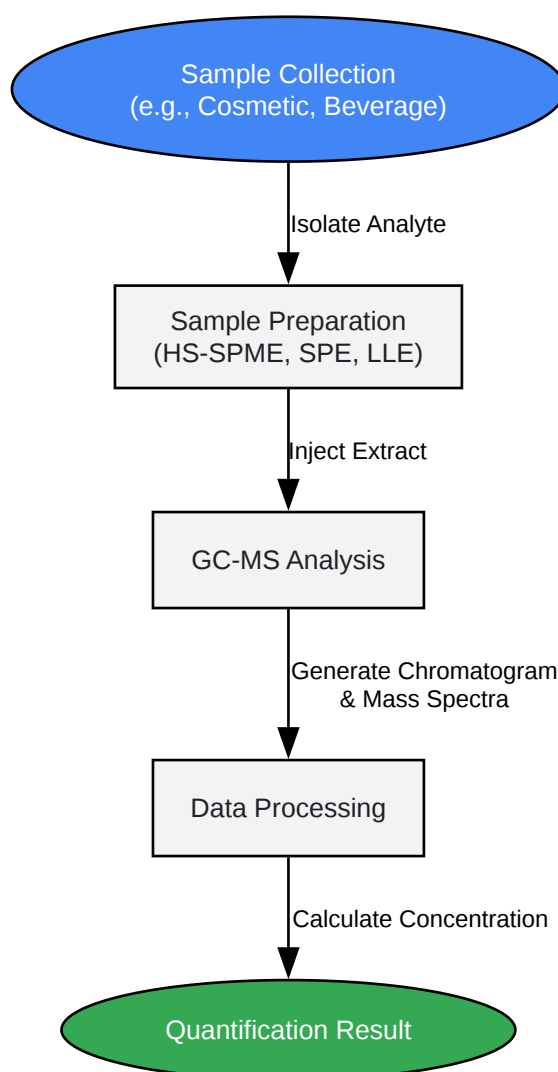 Sample Collection
(e.g., Cosmetic, Beverage)
Isolate Analyte
Sample Preparation
(HS-SPME, SPE, LLE)
Inject Extract
GC-MS Analysis
Generate Chromatogram
& Mass Spectra
Data Processing
Calculate Concentration
Quantification Result